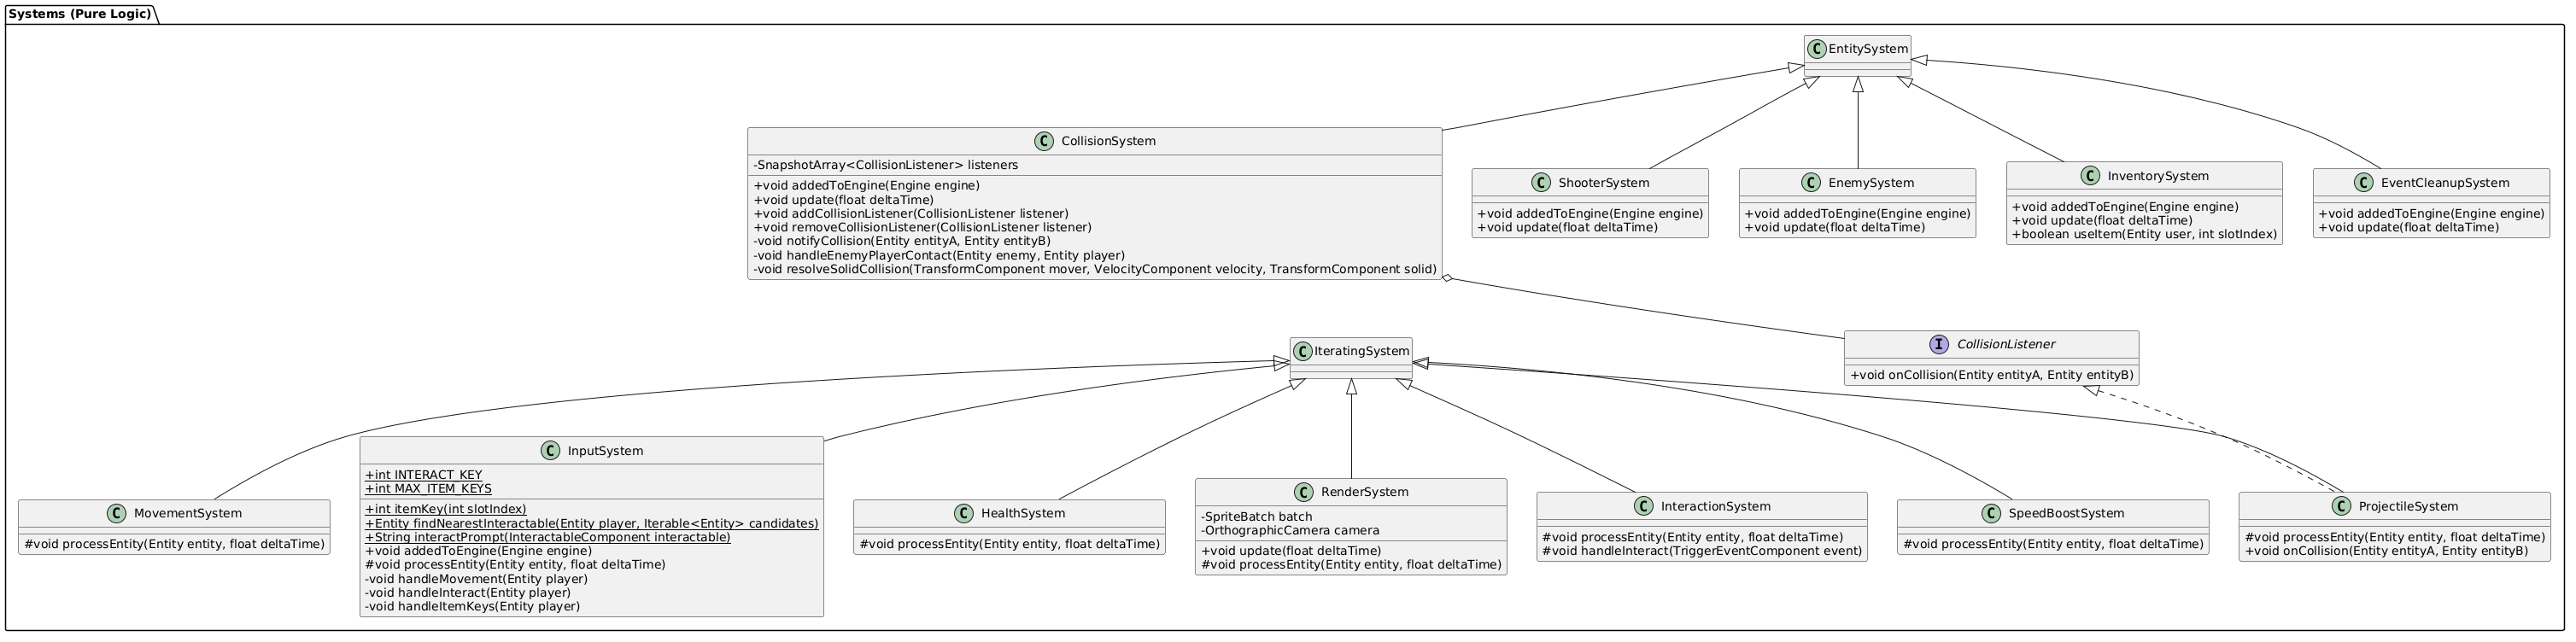 Systems (Pure Logic)
C EntitySystem
C CollisionSystem
-SnapshotArray<CollisionListener> listeners
+void addedToEngine(Engine engine)
+void update(float deltaTime)
+void addCollisionListener(CollisionListener listener)
+void removeCollisionListener(CollisionListener listener)
-void notifyCollision(Entity entityA, Entity entityB)
-void handleEnemyPlayerContact(Entity enemy, Entity player)
-void resolveSolidCollision(TransformComponent mover, VelocityComponent velocity, TransformComponent solid)
C ShooterSystem
+void addedToEngine(Engine engine)
+void update(float deltaTime)
C EnemySystem
+void addedToEngine(Engine engine)
+void update(float deltaTime)
C InventorySystem
+void addedToEngine(Engine engine)
+void update(float deltaTime)
+boolean useItem(Entity user, int slotIndex)
C EventCleanupSystem
+void addedToEngine(Engine engine)
+void update(float deltaTime)
C IteratingSystem
I CollisionListener
+void onCollision(Entity entityA, Entity entityB)
C MovementSystem
#void processEntity(Entity entity, float deltaTime)
C InputSystem
+int INTERACT_KEY
+int MAX_ITEM_KEYS
+int itemKey(int slotIndex)
+Entity findNearestInteractable(Entity player, Iterable<Entity> candidates)
+String interactPrompt(InteractableComponent interactable)
+void addedToEngine(Engine engine)
#void processEntity(Entity entity, float deltaTime)
-void handleMovement(Entity player)
-void handleInteract(Entity player)
-void handleItemKeys(Entity player)
C HealthSystem
#void processEntity(Entity entity, float deltaTime)
C RenderSystem
-SpriteBatch batch
-OrthographicCamera camera
+void update(float deltaTime)
#void processEntity(Entity entity, float deltaTime)
C InteractionSystem
#void processEntity(Entity entity, float deltaTime)
#void handleInteract(TriggerEventComponent event)
C SpeedBoostSystem
#void processEntity(Entity entity, float deltaTime)
C ProjectileSystem
#void processEntity(Entity entity, float deltaTime)
+void onCollision(Entity entityA, Entity entityB)